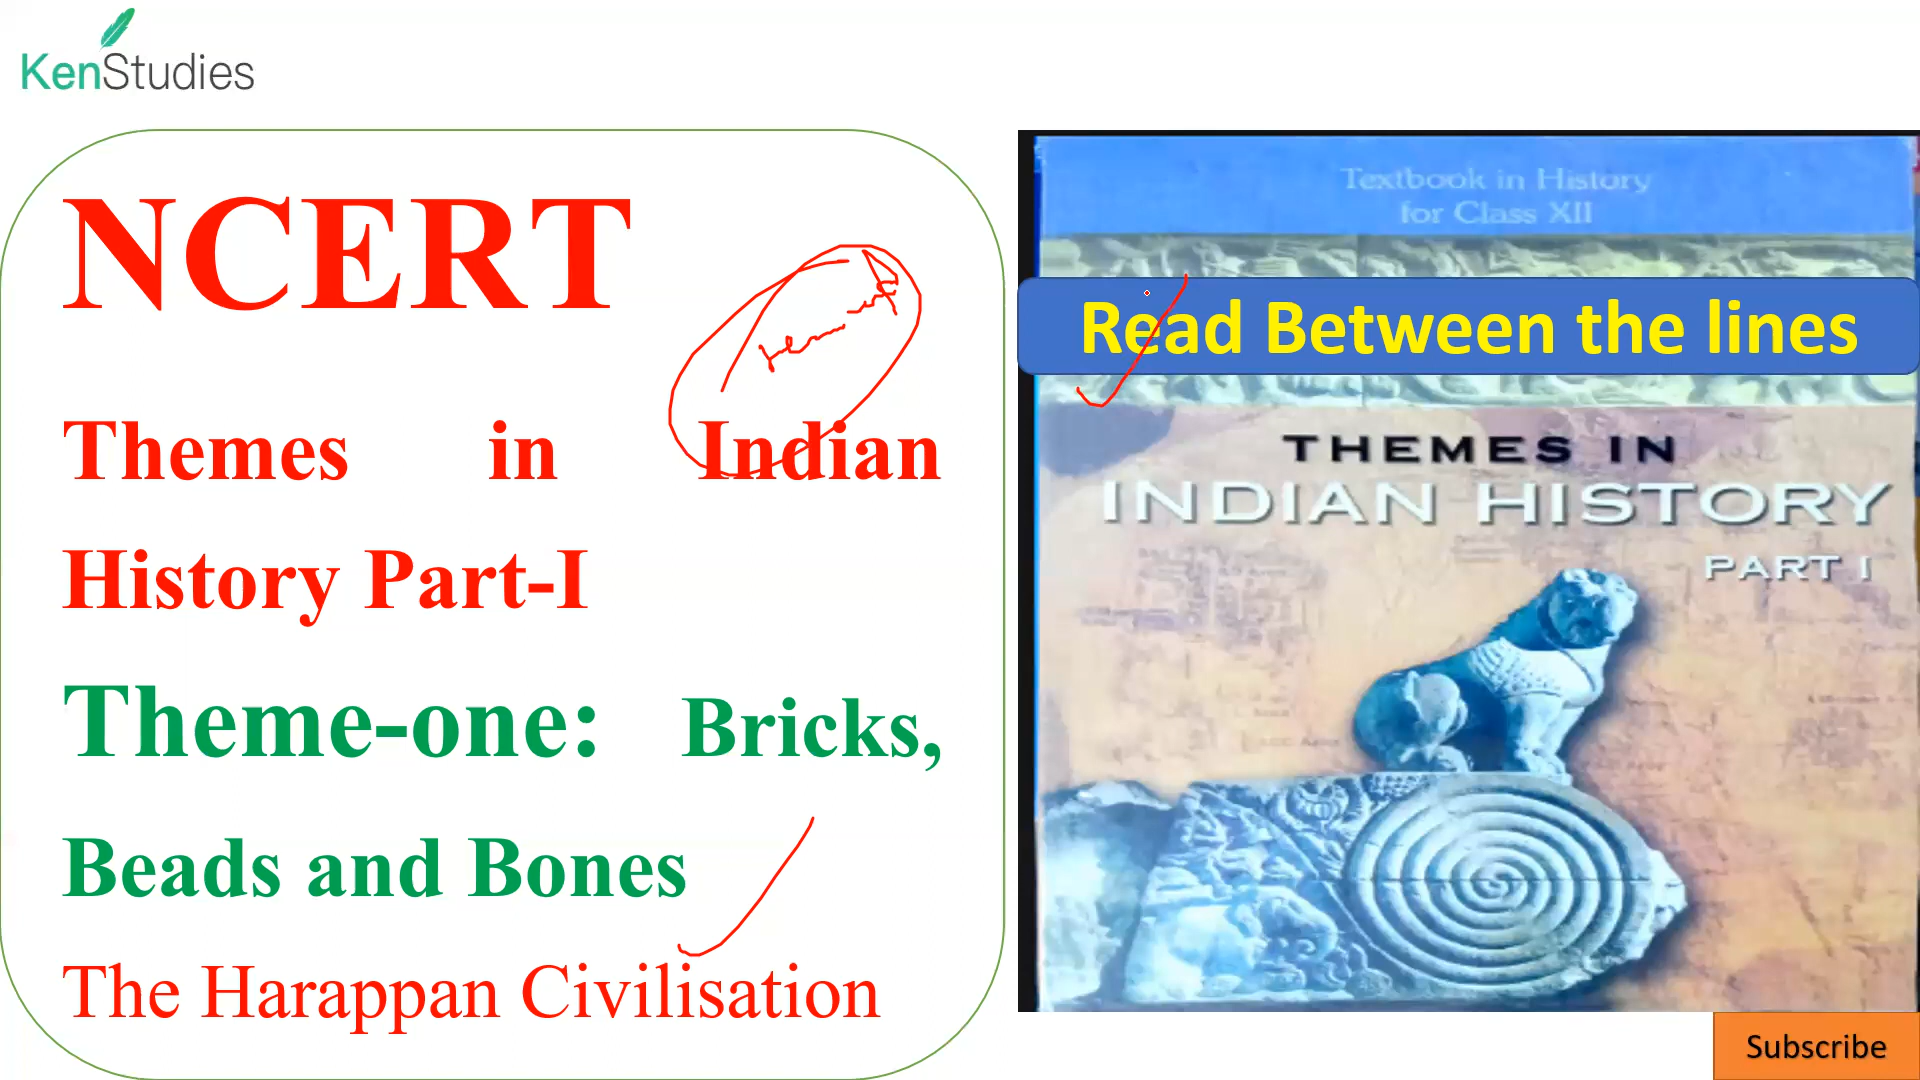 KenStudies
NCERT
Themes in Indian
History Part-I
Theme-one: Bricks,
Beads and Bones
The Harappan Civilisation
Textbook in History
for Class XII
Read Between the lines
THEMES IN
INDIAN HISTORY
PART I
Subscribe